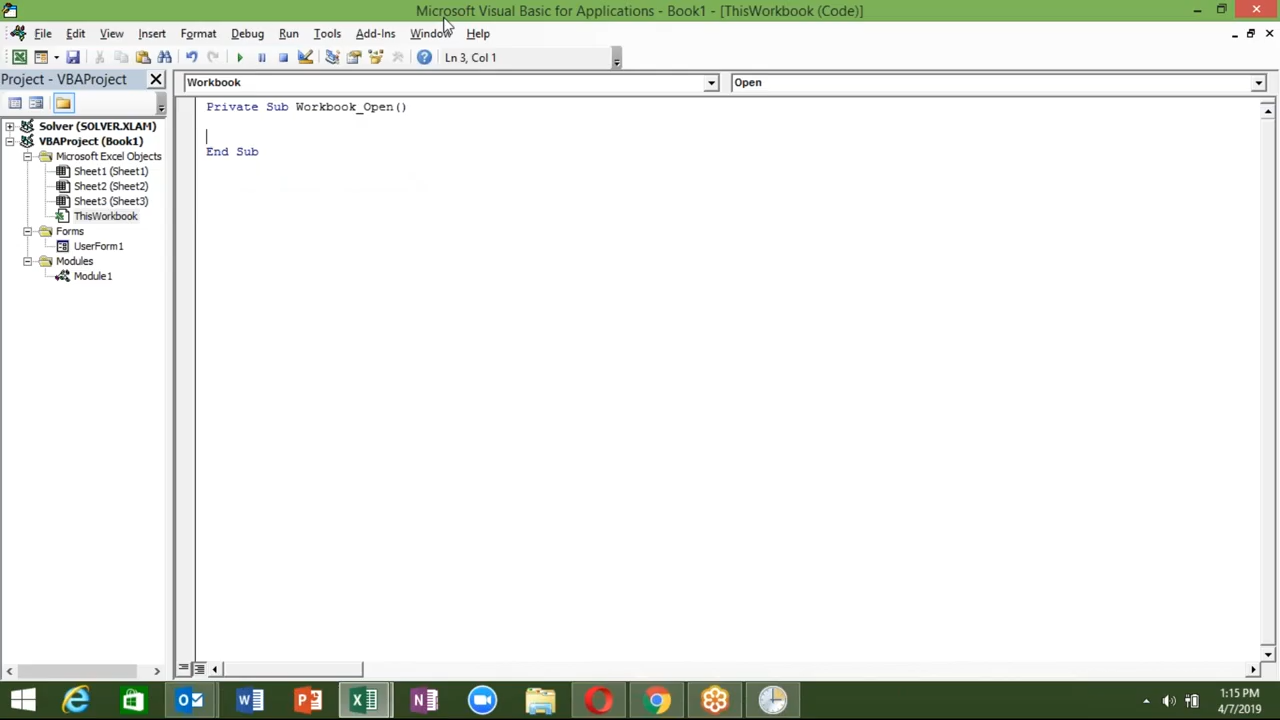 Microsoft Visual Basic for Applications - Book1 - [ThisWorkbook (Code)]
File Edit View Insert Format Debug Run Tools Add-Ins Window Help
Ln 3, Col 1
Project - VBAProject
Workbook
Open
Solver (SOLVER.XLAM)
VBAProject (Book1)
Microsoft Excel Objects
Sheet1 (Sheet1)
Sheet2 (Sheet2)
Sheet3 (Sheet3)
ThisWorkbook
Forms
UserForm1
Modules
Module1
Private Sub Workbook_Open()
End Sub
1:15 PM
4/7/2019